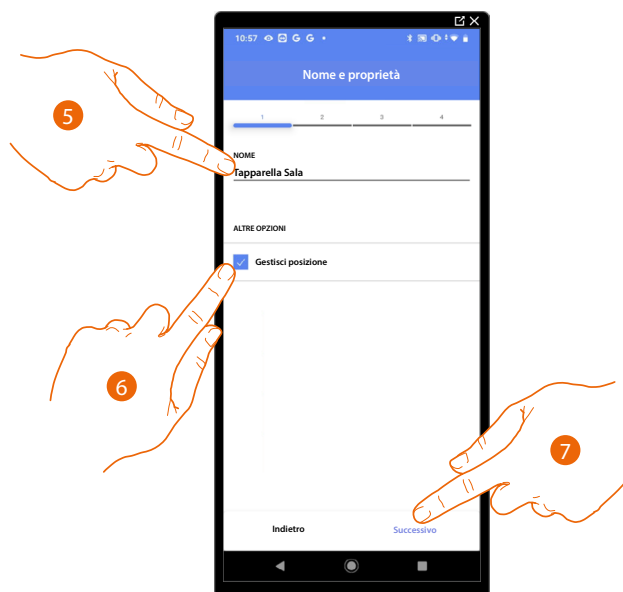 10:57 G G
Nome e proprietà
1 2 3 4
NOME
Tapparella Sala
ALTRE OPZIONI
Gestisci posizione
Indietro Successivo
5
6
7